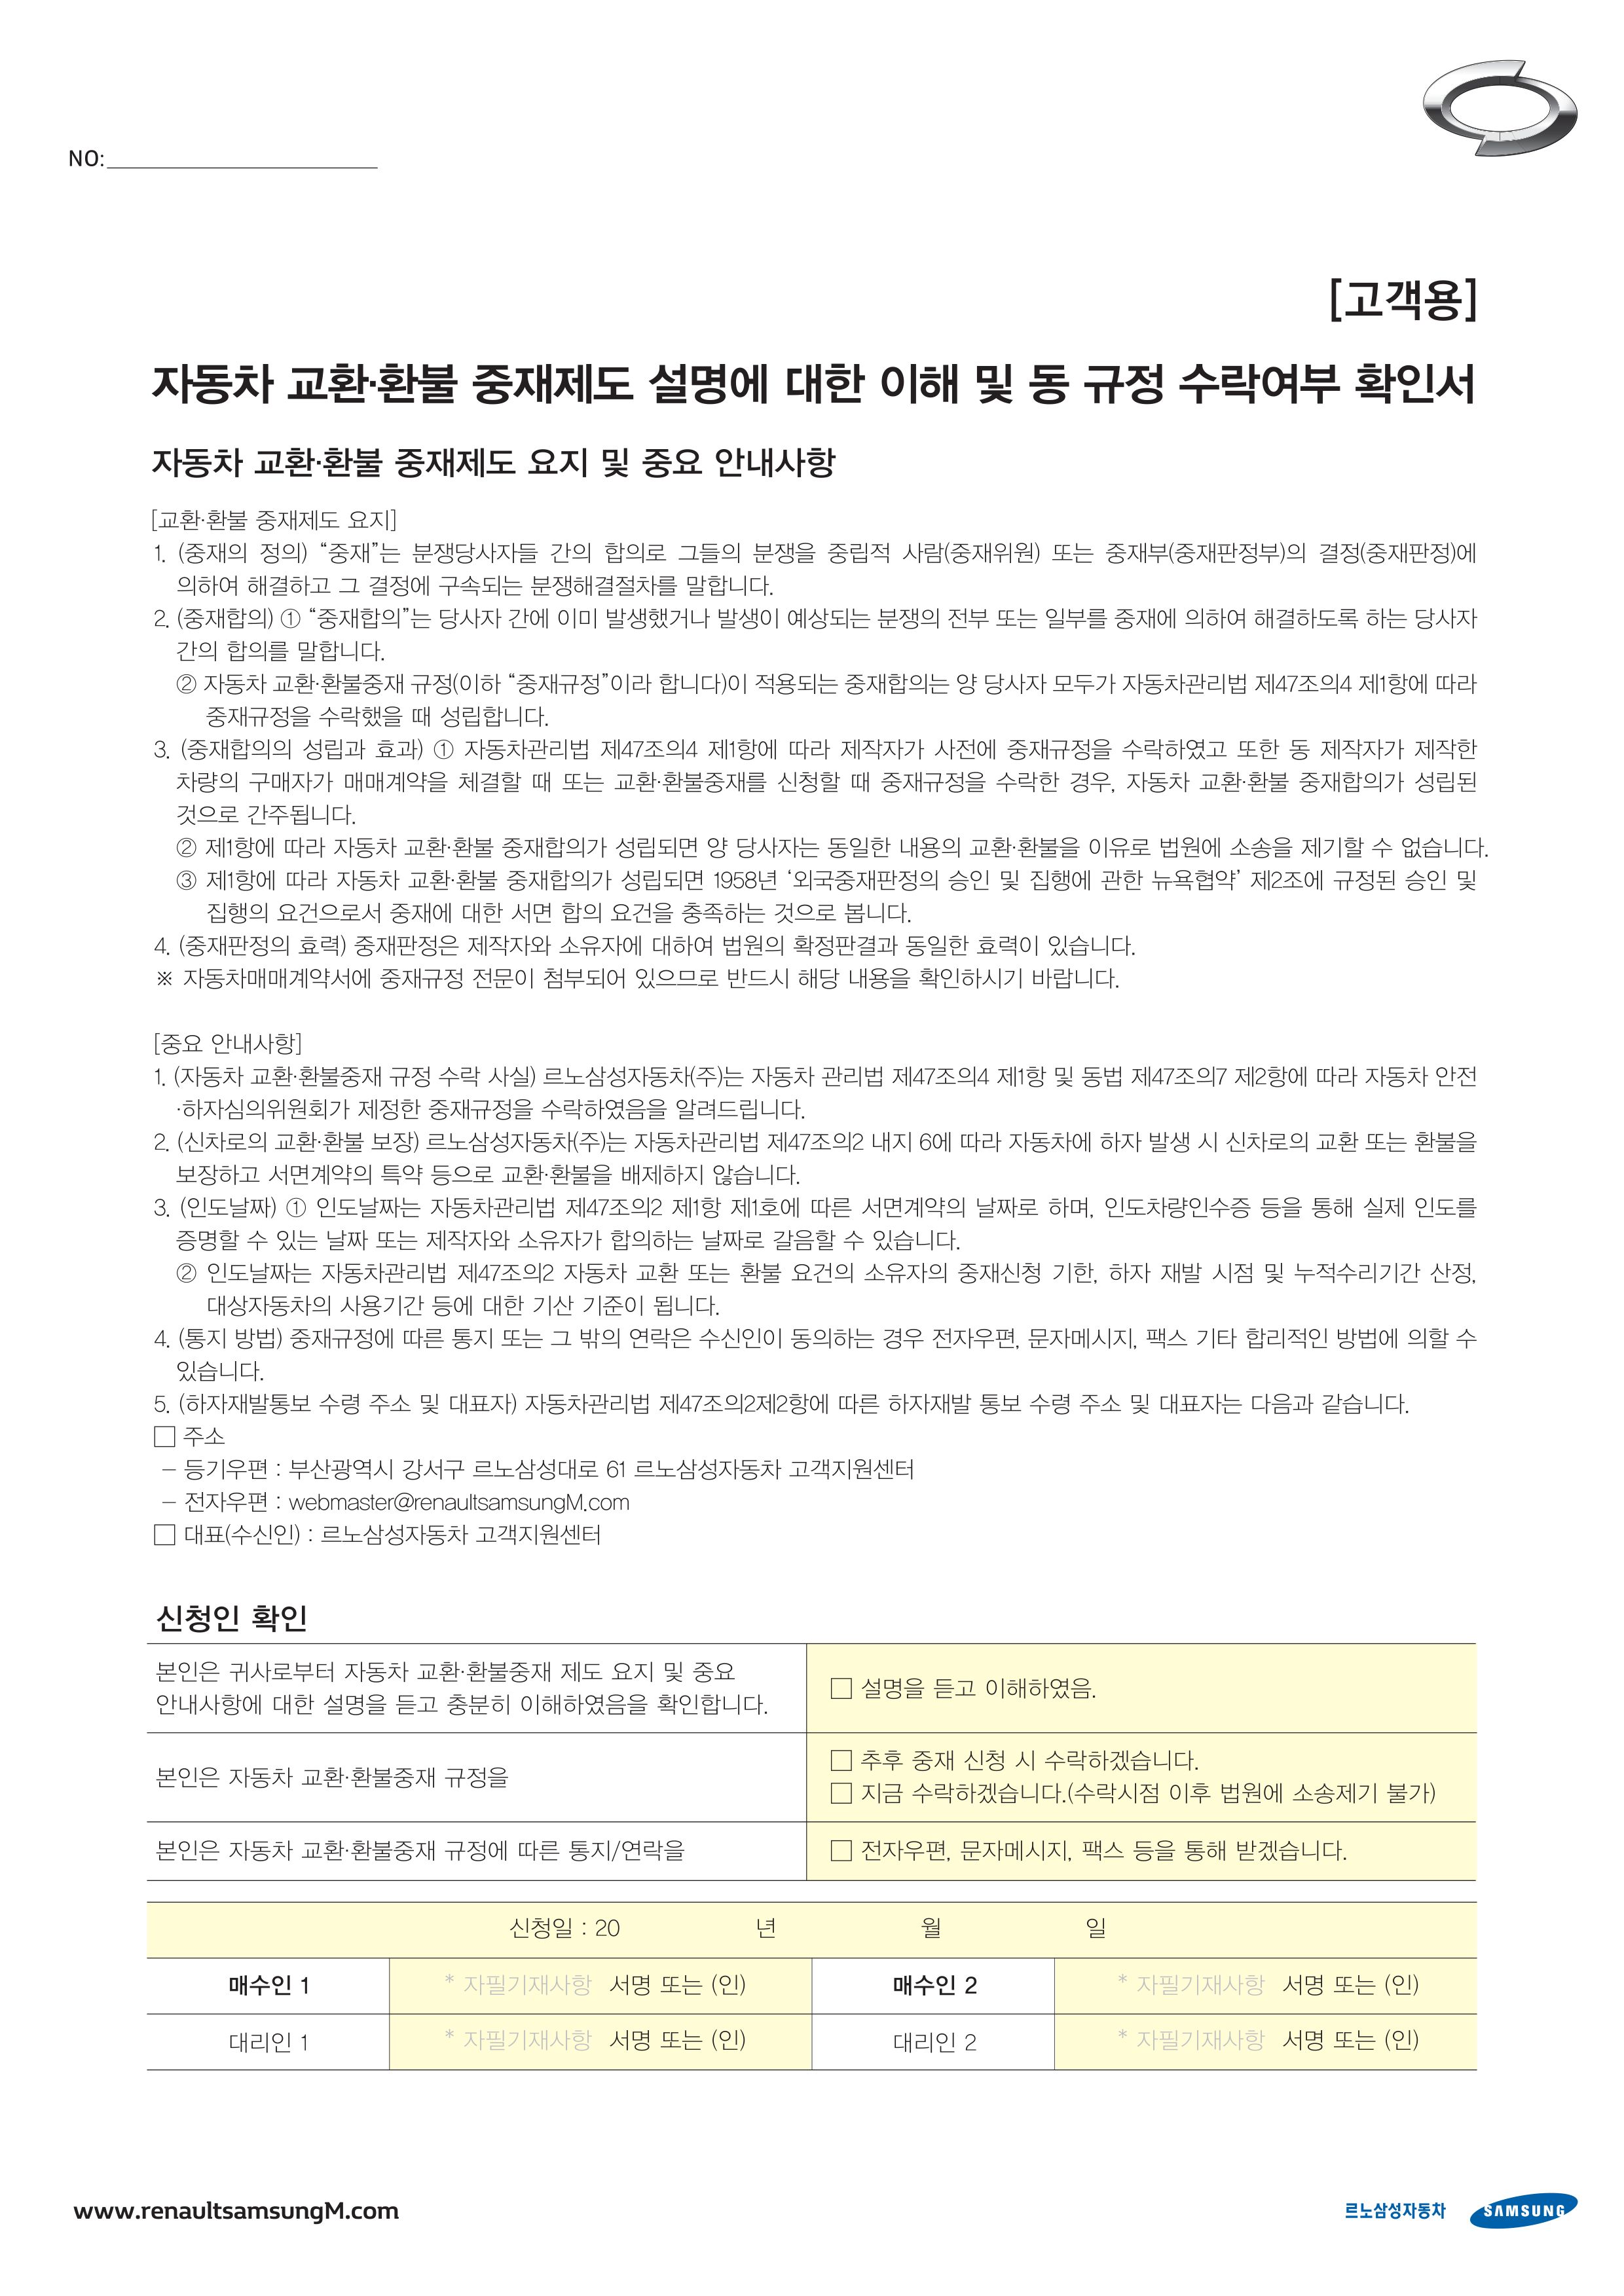 NO:
[고객용]
자동차 교환·환불 중재제도 설명에 대한 이해 및 동 규정 수락여부 확인서
자동차 교환·환불 중재제도 요지 및 중요 안내사항
[교환·환불 중재제도 요지]
1. (중재의 정의) “중재”는 분쟁당사자들 간의 합의로 그들의 분쟁을 중립적 사람(중재위원) 또는 중재부(중재판정부)의 결정(중재판정)에
의하여 해결하고 그 결정에 구속되는 분쟁해결절차를 말합니다.
2. (중재합의) ① “중재합의”는 당사자 간에 이미 발생했거나 발생이 예상되는 분쟁의 전부 또는 일부를 중재에 의하여 해결하도록 하는 당사자
간의 합의를 말합니다.
② 자동차 교환·환불중재 규정(이하 “중재규정”이라 합니다)이 적용되는 중재합의는 양 당사자 모두가 자동차관리법 제47조의4 제1항에 따라
중재규정을 수락했을 때 성립합니다.
3. (중재합의의 성립과 효과) ① 자동차관리법 제47조의4 제1항에 따라 제작자가 사전에 중재규정을 수락하였고 또한 동 제작자가 제작한
차량의 구매자가 매매계약을 체결할 때 또는 교환·환불중재를 신청할 때 중재규정을 수락한 경우, 자동차 교환·환불 중재합의가 성립된
것으로 간주됩니다.
② 제1항에 따라 자동차 교환·환불 중재합의가 성립되면 양 당사자는 동일한 내용의 교환·환불을 이유로 법원에 소송을 제기할 수 없습니다.
③ 제1항에 따라 자동차 교환·환불 중재합의가 성립되면 1958년 ‘외국중재판정의 승인 및 집행에 관한 뉴욕협약’ 제2조에 규정된 승인 및
집행의 요건으로서 중재에 대한 서면 합의 요건을 충족하는 것으로 봅니다.
4. (중재판정의 효력) 중재판정은 제작자와 소유자에 대하여 법원의 확정판결과 동일한 효력이 있습니다.
※ 자동차매매계약서에 중재규정 전문이 첨부되어 있으므로 반드시 해당 내용을 확인하시기 바랍니다.
[중요 안내사항]
1. (자동차 교환·환불중재 규정 수락 사실) 르노삼성자동차(주)는 자동차 관리법 제47조의4 제1항 및 동법 제47조의7 제2항에 따라 자동차 안전
·하자심의위원회가 제정한 중재규정을 수락하였음을 알려드립니다.
2. (신차로의 교환·환불 보장) 르노삼성자동차(주)는 자동차관리법 제47조의2 내지 6에 따라 자동차에 하자 발생 시 신차로의 교환 또는 환불을
보장하고 서면계약의 특약 등으로 교환·환불을 배제하지 않습니다.
3. (인도날짜) ① 인도날짜는 자동차관리법 제47조의2 제1항 제1호에 따른 서면계약의 날짜로 하며, 인도차량인수증 등을 통해 실제 인도를
증명할 수 있는 날짜 또는 제작자와 소유자가 합의하는 날짜로 갈음할 수 있습니다.
② 인도날짜는 자동차관리법 제47조의2 자동차 교환 또는 환불 요건의 소유자의 중재신청 기한, 하자 재발 시점 및 누적수리기간 산정,
대상자동차의 사용기간 등에 대한 기산 기준이 됩니다.
4. (통지 방법) 중재규정에 따른 통지 또는 그 밖의 연락은 수신인이 동의하는 경우 전자우편, 문자메시지, 팩스 기타 합리적인 방법에 의할 수
있습니다.
5. (하자재발통보 수령 주소 및 대표자) 자동차관리법 제47조의2제2항에 따른 하자재발 통보 수령 주소 및 대표자는 다음과 같습니다.
□ 주소
– 등기우편 : 부산광역시 강서구 르노삼성대로 61 르노삼성자동차 고객지원센터
– 전자우편 : webmaster@renaultsamsungM.com
□ 대표(수신인) : 르노삼성자동차 고객지원센터
신청인 확인
본인은 귀사로부터 자동차 교환·환불중재 제도 요지 및 중요
안내사항에 대한 설명을 듣고 충분히 이해하였음을 확인합니다.
□ 설명을 듣고 이해하였음.
본인은 자동차 교환·환불중재 규정을
□ 추후 중재 신청 시 수락하겠습니다.
□ 지금 수락하겠습니다.(수락시점 이후 법원에 소송제기 불가)
본인은 자동차 교환·환불중재 규정에 따른 통지/연락을
□ 전자우편, 문자메시지, 팩스 등을 통해 받겠습니다.
신청일 : 20 년 월 일
매수인 1 * 자필기재사항 서명 또는 (인) 매수인 2 * 자필기재사항 서명 또는 (인)
대리인 1 * 자필기재사항 서명 또는 (인) 대리인 2 * 자필기재사항 서명 또는 (인)
www.renaultsamsungM.com
르노삼성자동차 SAMSUNG